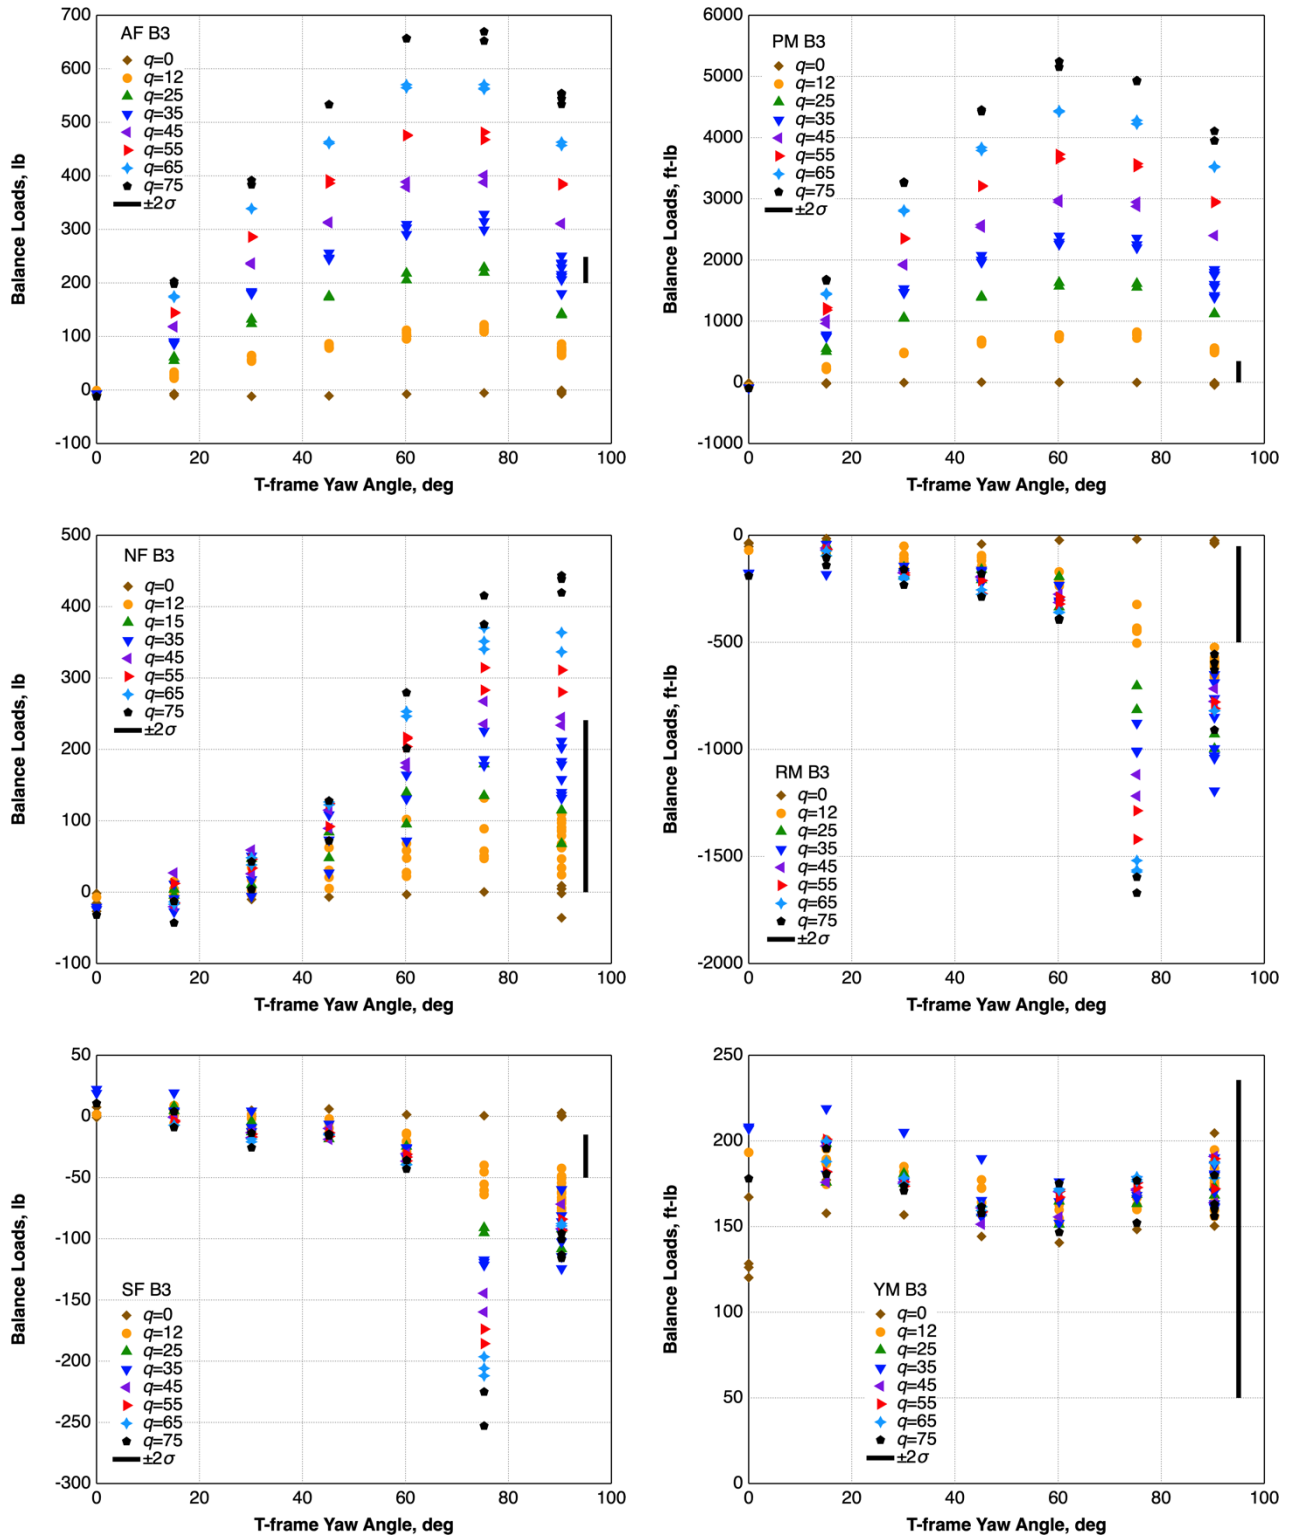 AF B3
q=0
q=12
q=25
q=35
q=45
q=55
q=65
q=75
±2σ
700
600
500
400
300
200
100
0
-100
0 20 40 60 80 100
Balance Loads, lb
T-frame Yaw Angle, deg
PM B3
q=0
q=12
q=25
q=35
q=45
q=55
q=65
q=75
±2σ
6000
5000
4000
3000
2000
1000
0
-1000
0 20 40 60 80 100
Balance Loads, ft-lb
T-frame Yaw Angle, deg
NF B3
q=0
q=12
q=15
q=35
q=45
q=55
q=65
q=75
±2σ
500
400
300
200
100
0
-100
0 20 40 60 80 100
Balance Loads, lb
T-frame Yaw Angle, deg
0
-500
-1000
-1500
-2000
RM B3
q=0
q=12
q=25
q=35
q=45
q=55
q=65
q=75
±2σ
0 20 40 60 80 100
Balance Loads, ft-lb
T-frame Yaw Angle, deg
50
0
-50
-100
-150
-200
-250
-300
SF B3
q=0
q=12
q=25
q=35
q=45
q=55
q=65
q=75
±2σ
0 20 40 60 80 100
Balance Loads, lb
T-frame Yaw Angle, deg
250
200
150
100
50
0
YM B3
q=0
q=12
q=25
q=35
q=45
q=55
q=65
q=75
±2σ
0 20 40 60 80 100
Balance Loads, ft-lb
T-frame Yaw Angle, deg